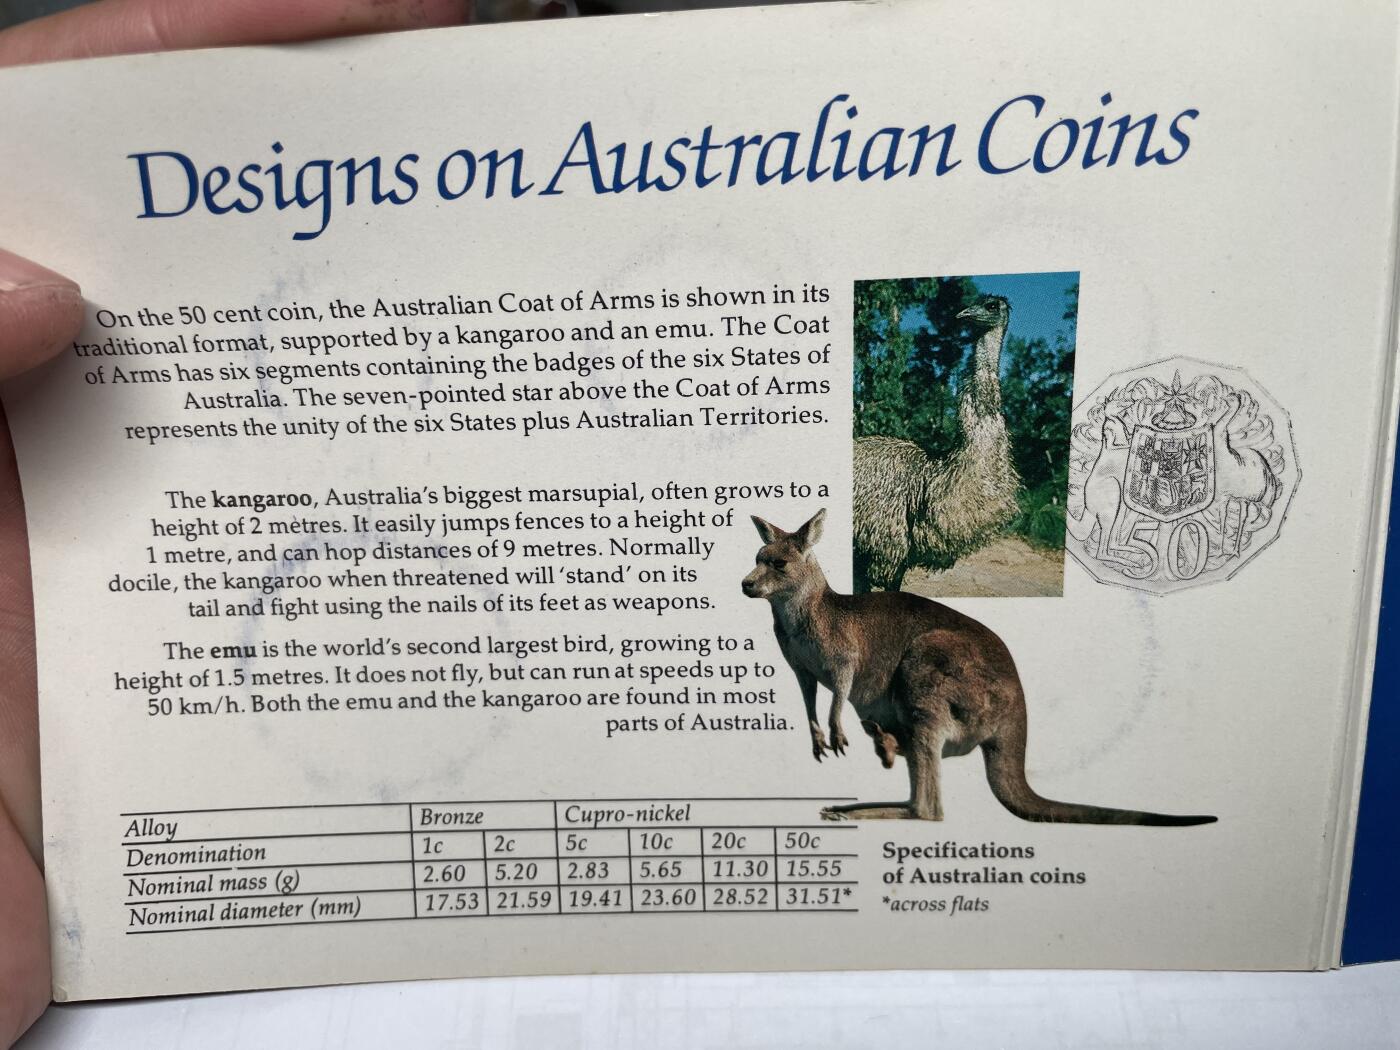 Designs on Australian Coins
On the 50 cent coin, the Australian Coat of Arms is shown in its
traditional format, supported by a kangaroo and an emu. The Coat
of Arms has six segments containing the badges of the six States of
Australia. The seven-pointed star above the Coat of Arms
represents the unity of the six States plus Australian Territories.
The kangaroo, Australia's biggest marsupial, often grows to a
height of 2 metres. It easily jumps fences to a height of
1 metre, and can hop distances of 9 metres. Normally
docile, the kangaroo when threatened will 'stand' on its
tail and fight using the nails of its feet as weapons.
The emu is the world's second largest bird, growing to a
height of 1.5 metres. It does not fly, but can run at speeds up to
50 km/h. Both the emu and the kangaroo are found in most
parts of Australia.
50
Alloy Bronze Cupro-nickel
Denomination 1c 2c 5c 10c 20c 50c
Nominal mass (g) 2.60 5.20 2.83 5.65 11.30 15.55
Nominal diameter (mm) 17.53 21.59 19.41 23.60 28.52 31.51*
Specifications
of Australian coins
*across flats